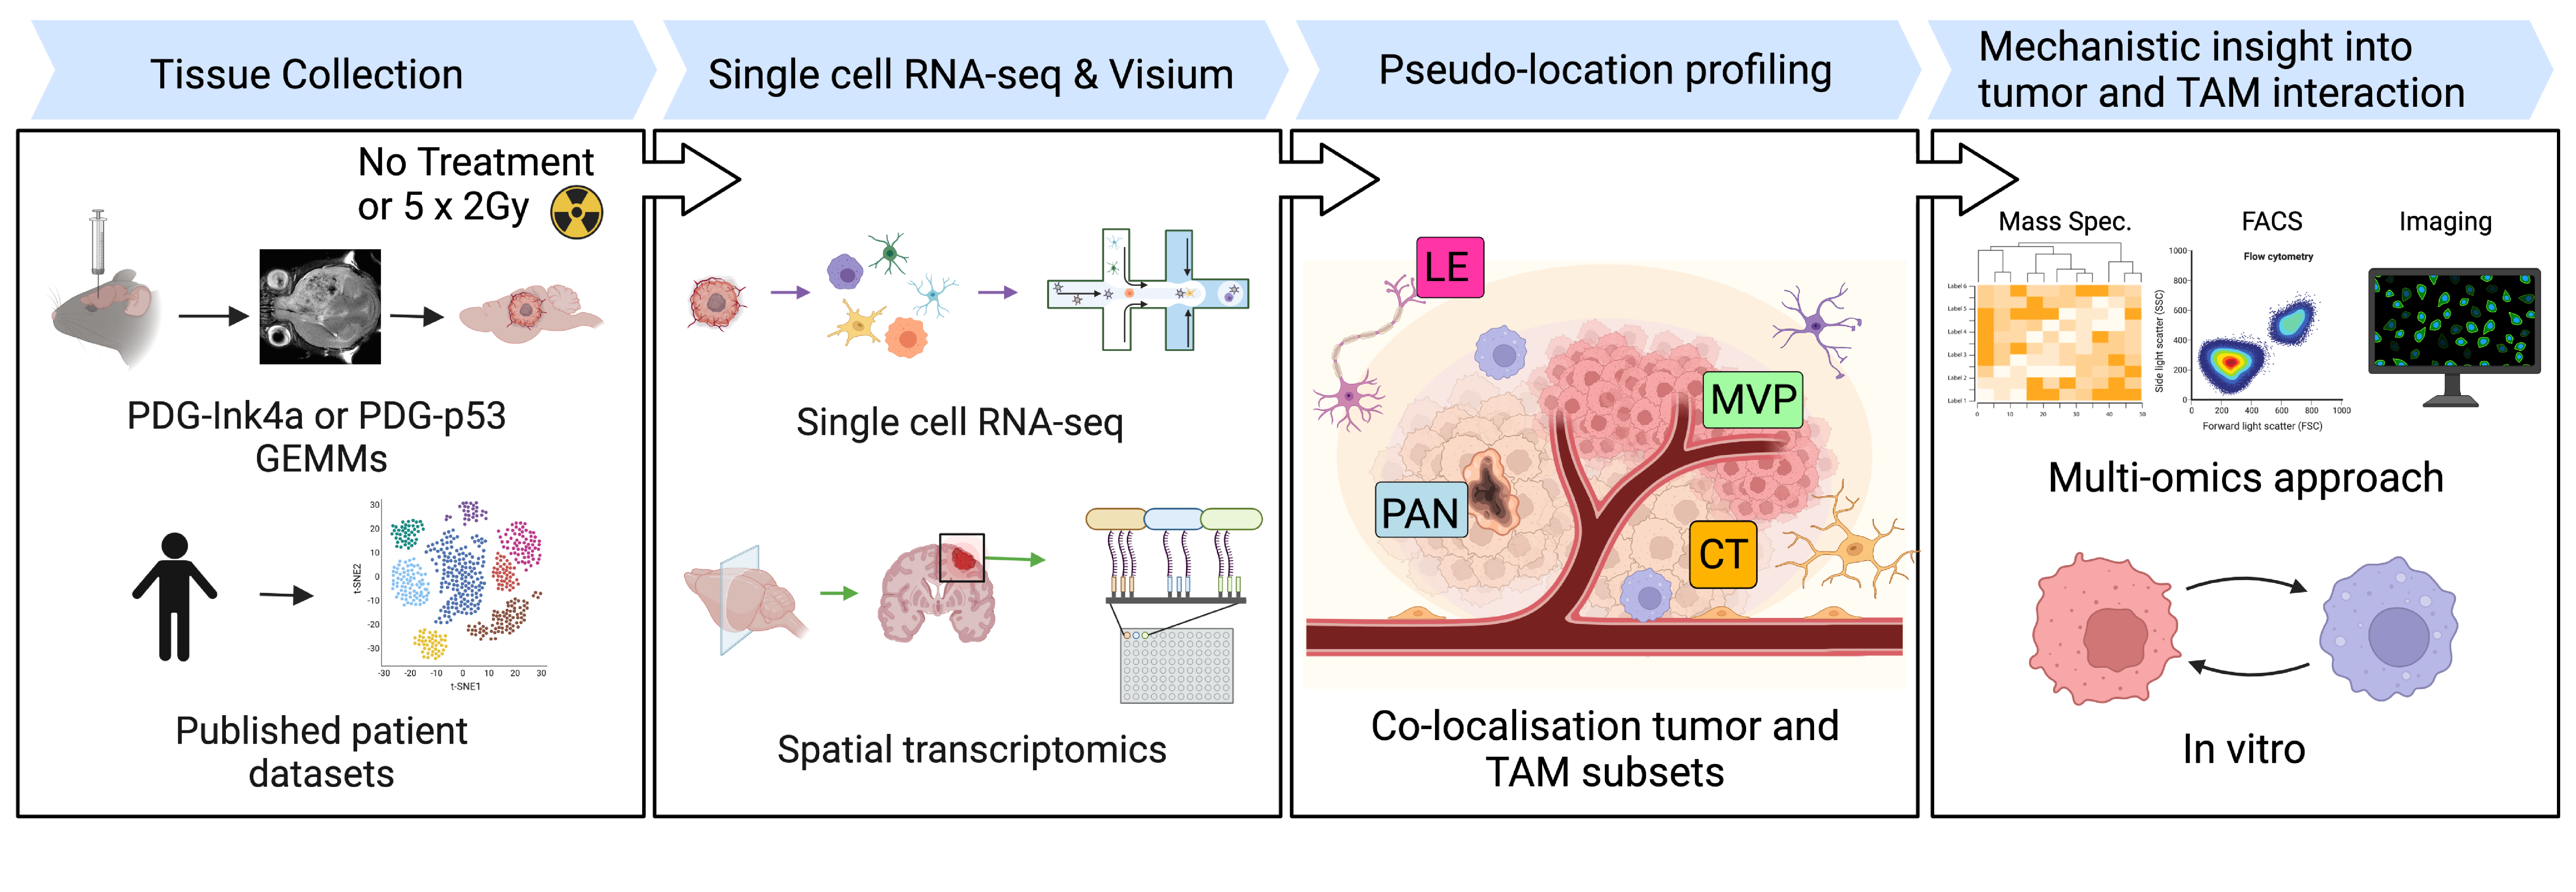 Tissue Collection
Single cell RNA-seq & Visium
Pseudo-location profiling
Mechanistic insight into
tumor and TAM interaction
No Treatment
or 5 x 2Gy
PDG-Ink4a or PDG-p53
GEMMs
t-SNE2
30
20
10
0
-10
-20
-30
-30 -20 -10 0 10 20 30
t-SNE1
Published patient
datasets
Single cell RNA-seq
Spatial transcriptomics
LE
MVP
PAN
CT
Co-localisation tumor and
TAM subsets
Mass Spec.
FACS
Imaging
Label 6
Label 5
Label 4
Label 3
Label 2
Label 1
0 10 20 30 40 50
Flow cytometry
Side light scatter (SSC)
1000
800
600
400
200
0
0 200 400 600 800 1000
Forward light scatter (FSC)
Multi-omics approach
In vitro